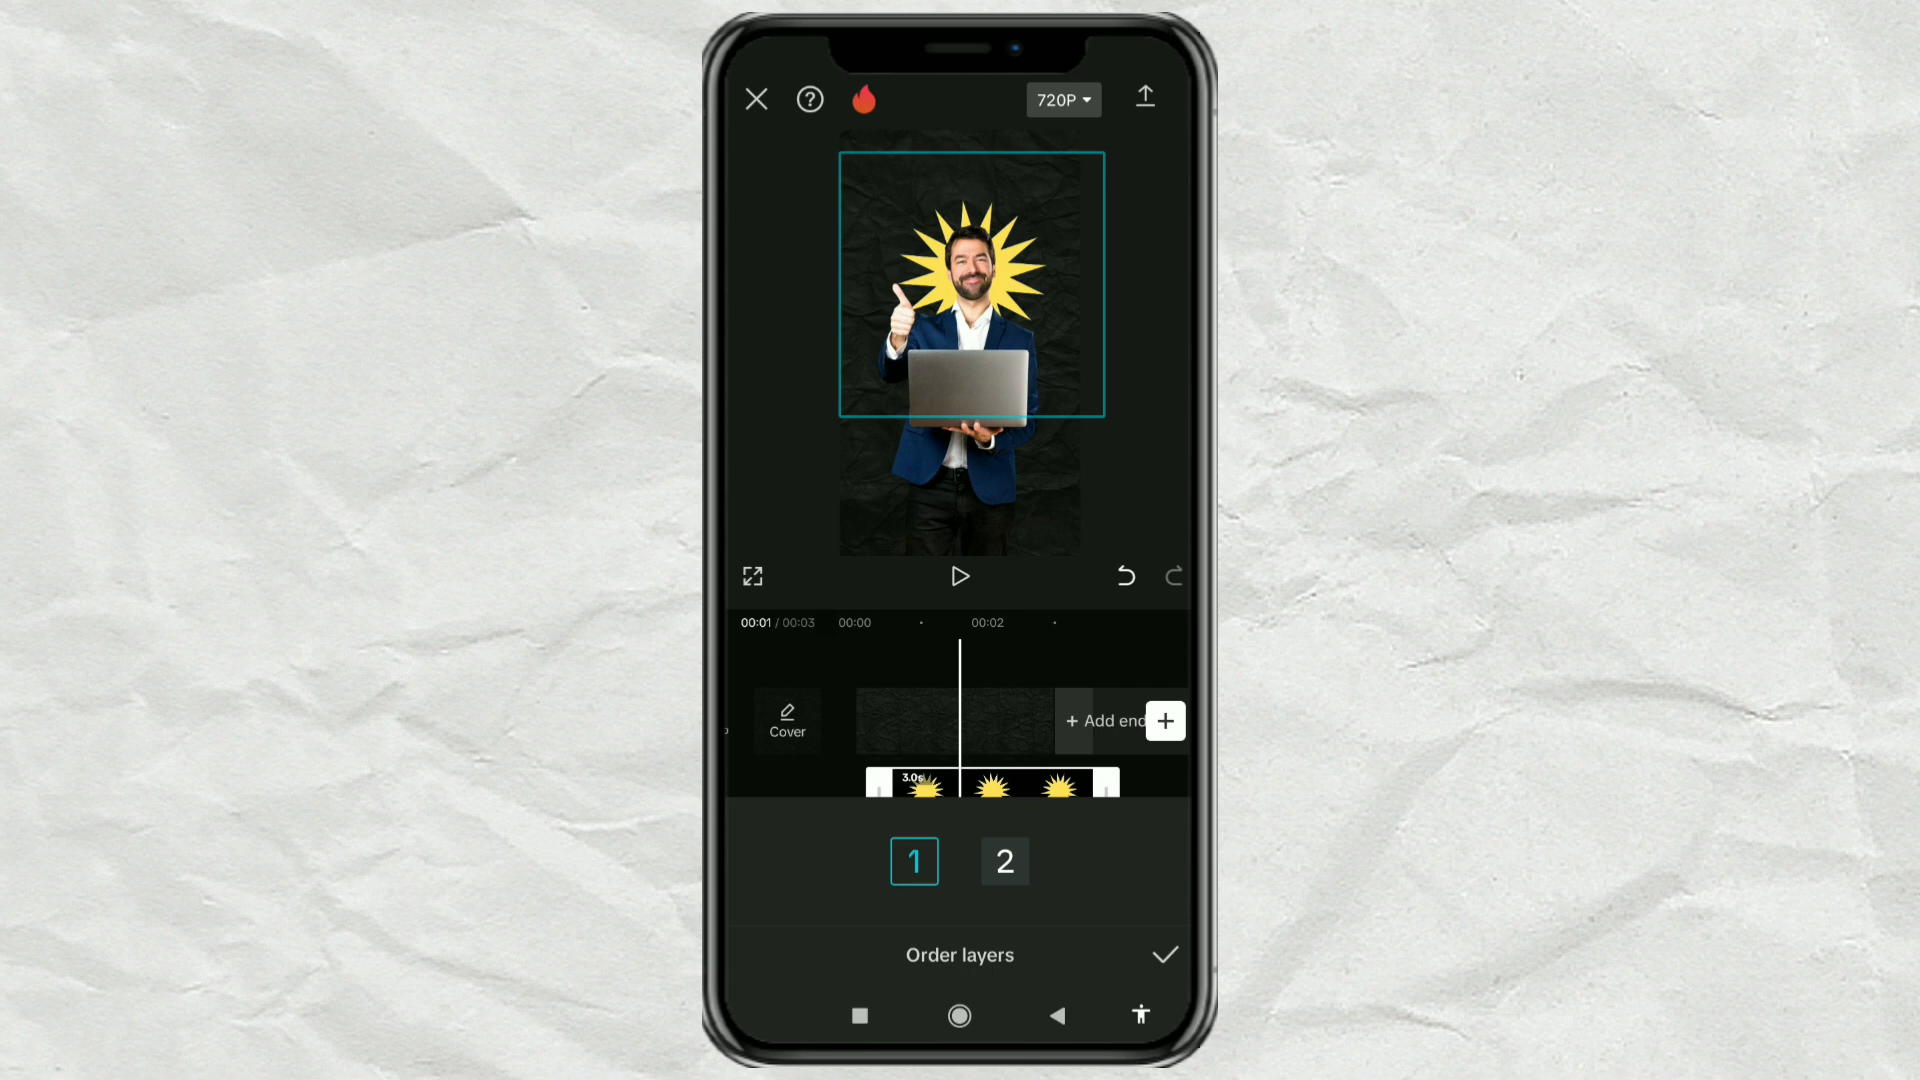 720P
00:01 / 00:03 00:00 00:02
Cover
+ Add end
3.0s
1 2
Order layers